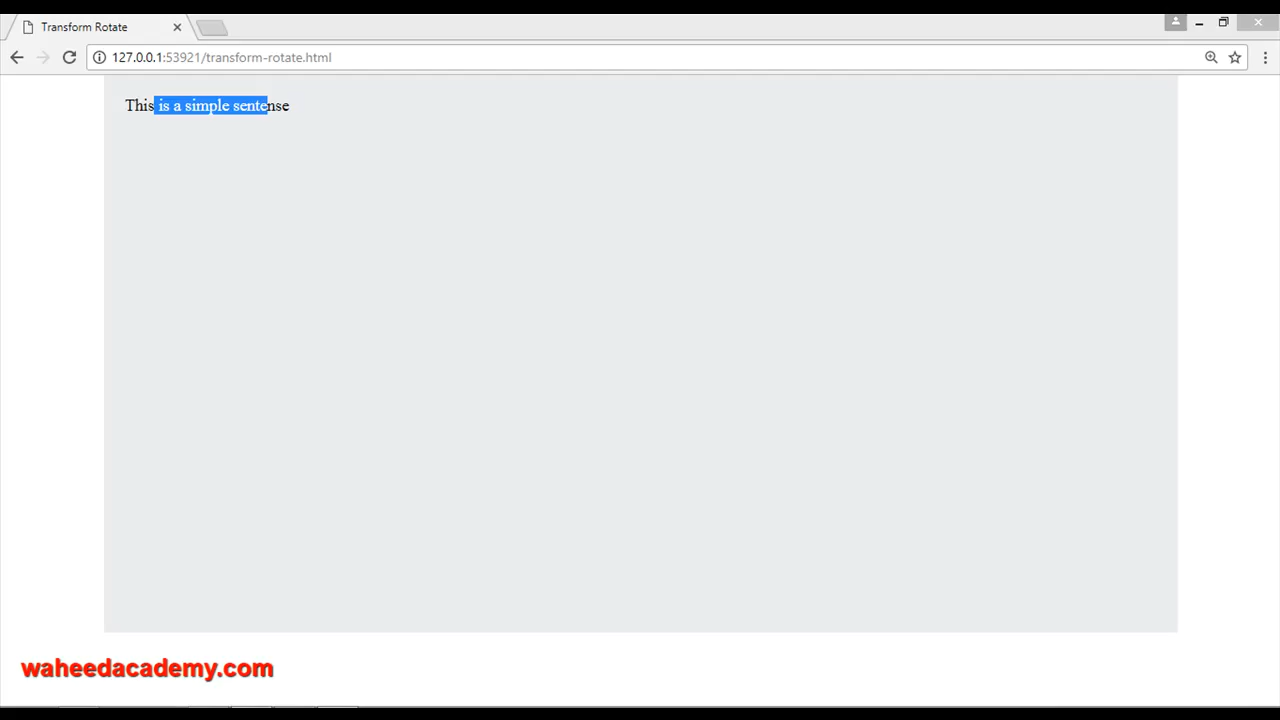 Transform Rotate
127.0.0.1:53921/transform-rotate.html
This is a simple sentense
waheedacademy.com